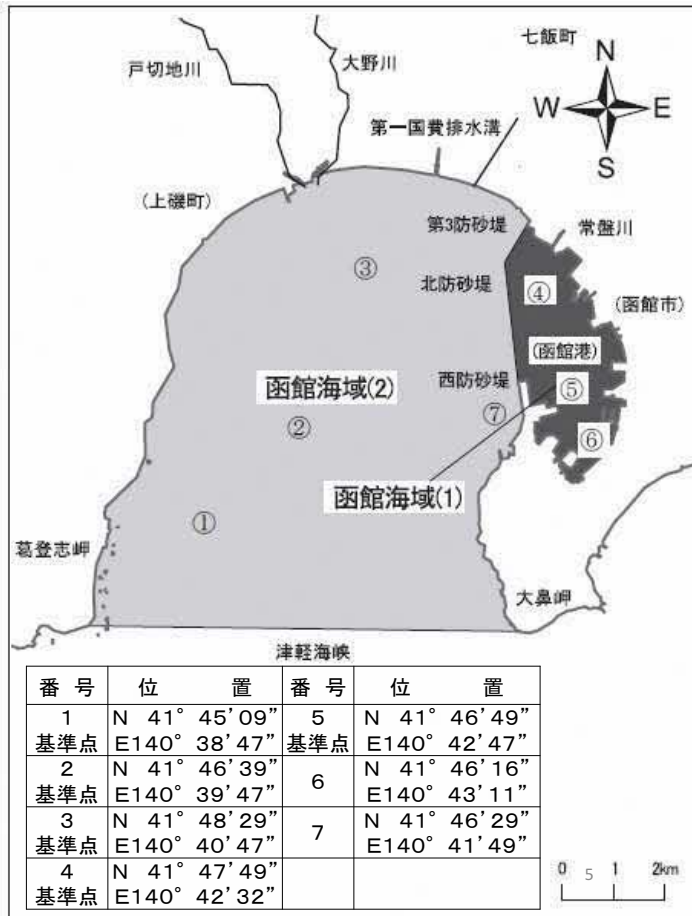 七飯町
戸切地川
大野川
N
W E
S
第一国費排水溝
(上磯町)
第3防砂堤
常盤川
③
北防砂堤
④
(函館市)
(函館港)
函館海域(2)
西防砂堤
⑤
⑦
②
⑥
函館海域(1)
①
葛登志岬
大鼻岬
津軽海峡
番 号 位 置 番 号 位 置
1 N 41° 45'09” 5 N 41° 46'49”
基準点 E140° 38'47” 基準点 E140° 42'47”
2 N 41° 46'39” 6 N 41° 46'16”
基準点 E140° 39'47” E140° 43'11”
3 N 41° 48'29” 7 N 41° 46'29”
基準点 E140° 40'47” E140° 41'49”
4 N 41° 47'49”
基準点 E140° 42'32”
0 5 1 2km